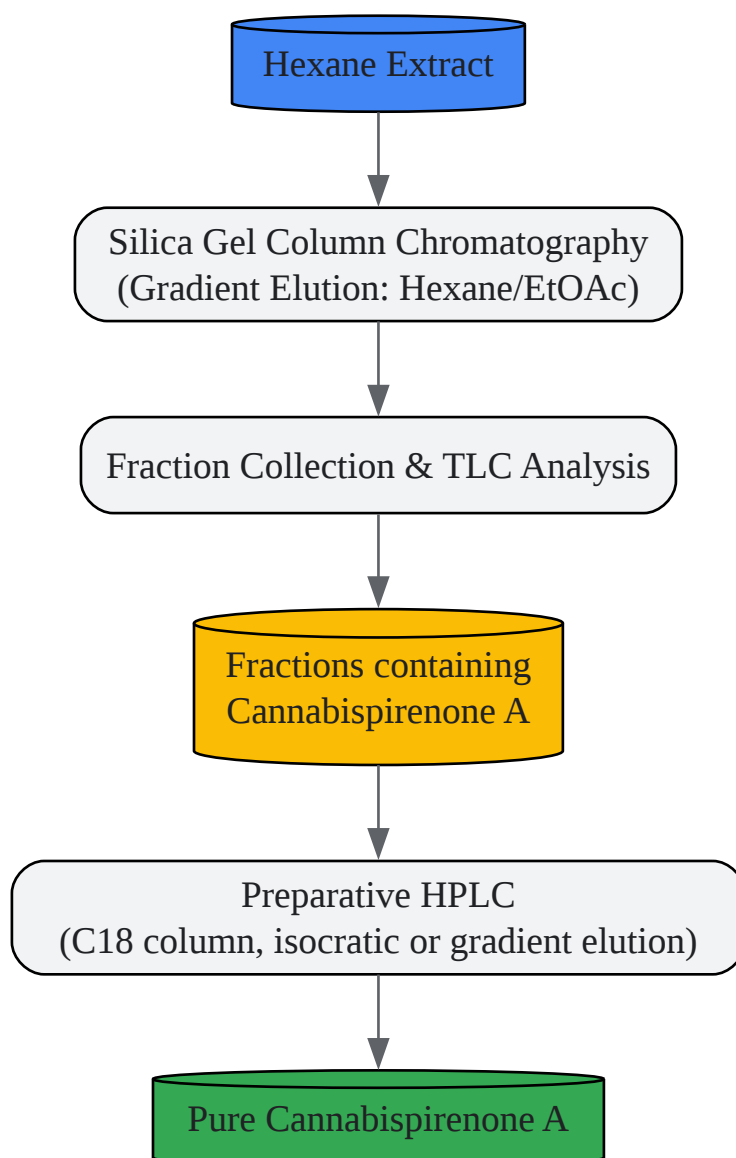 Hexane Extract
Silica Gel Column Chromatography
(Gradient Elution: Hexane/EtOAc)
Fraction Collection & TLC Analysis
Fractions containing
Cannabispirenone A
Preparative HPLC
(C18 column, isocratic or gradient elution)
Pure Cannabispirenone A